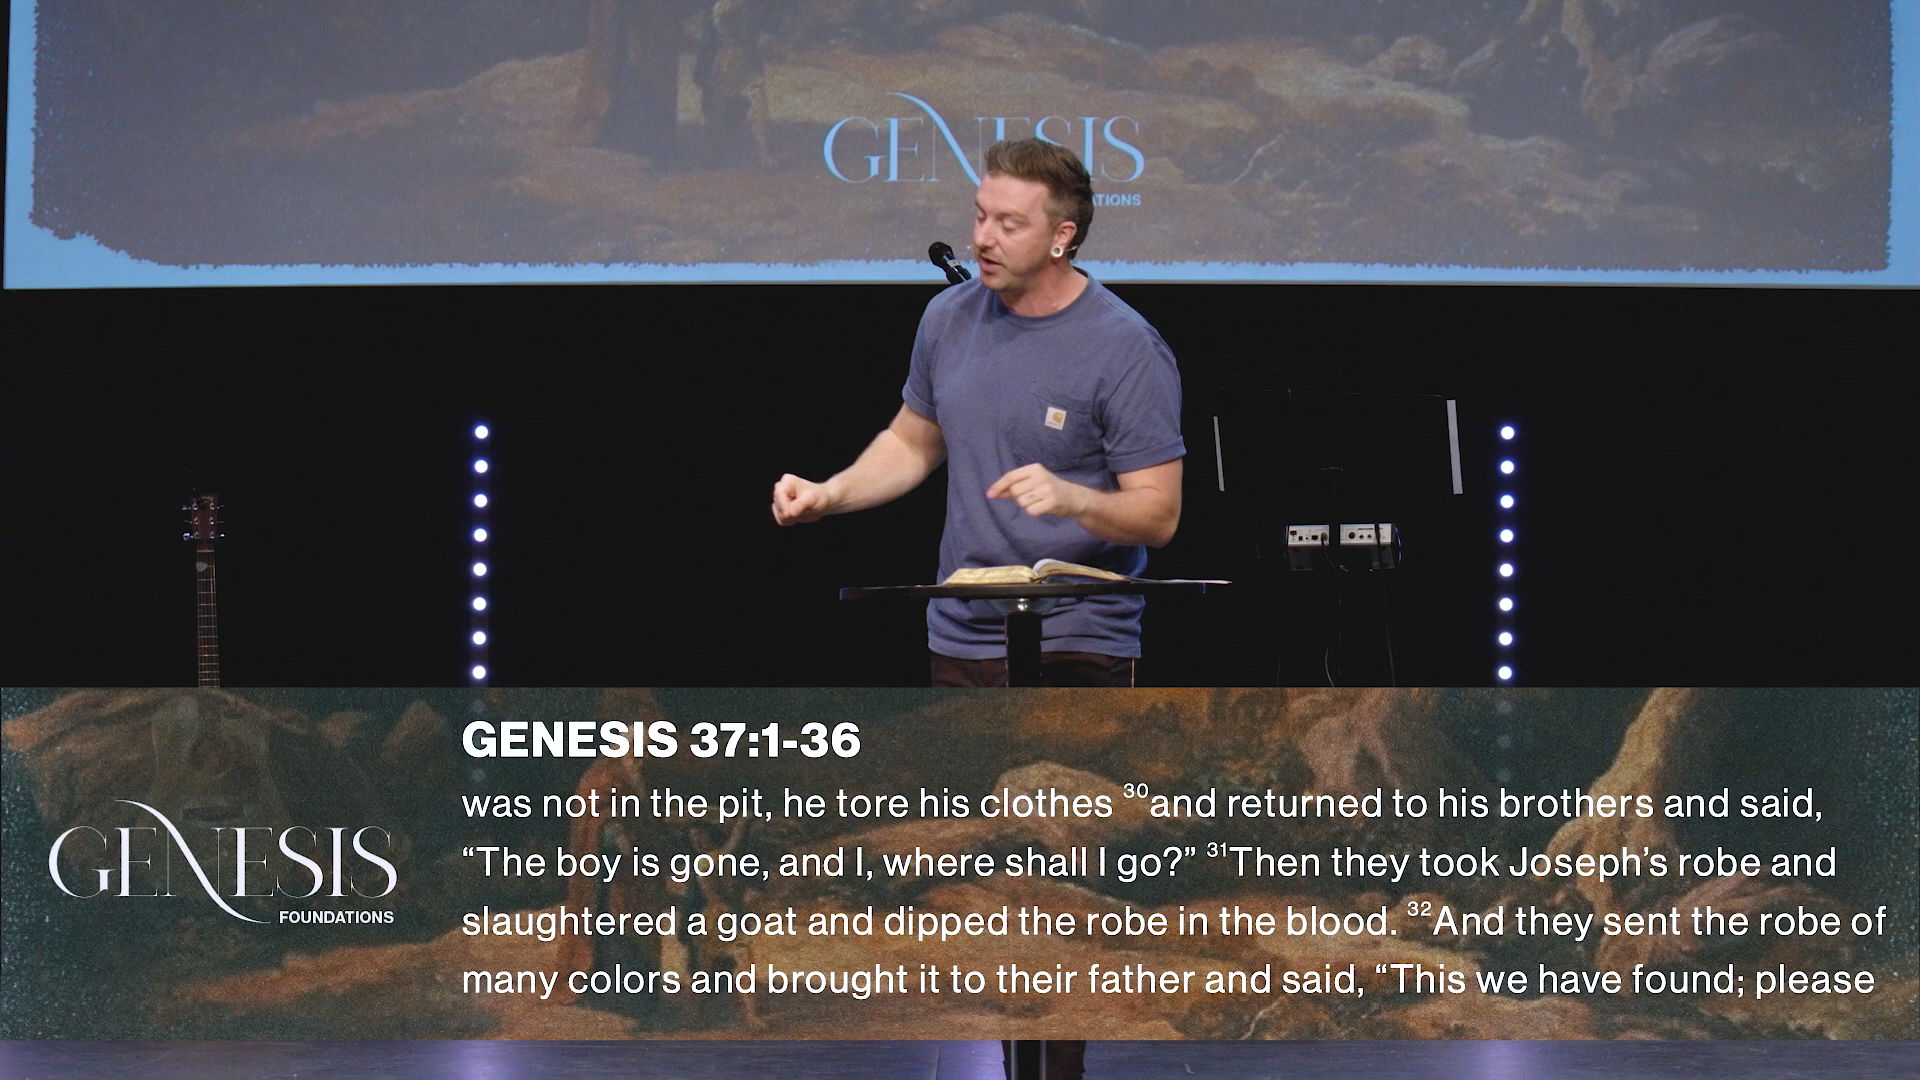 GENESIS
ATIONS
GENESIS 37:1-36
was not in the pit, he tore his clothes ³⁰and returned to his brothers and said,
“The boy is gone, and I, where shall I go?” ³¹Then they took Joseph’s robe and
slaughtered a goat and dipped the robe in the blood. ³²And they sent the robe of
many colors and brought it to their father and said, “This we have found; please
GENESIS
FOUNDATIONS